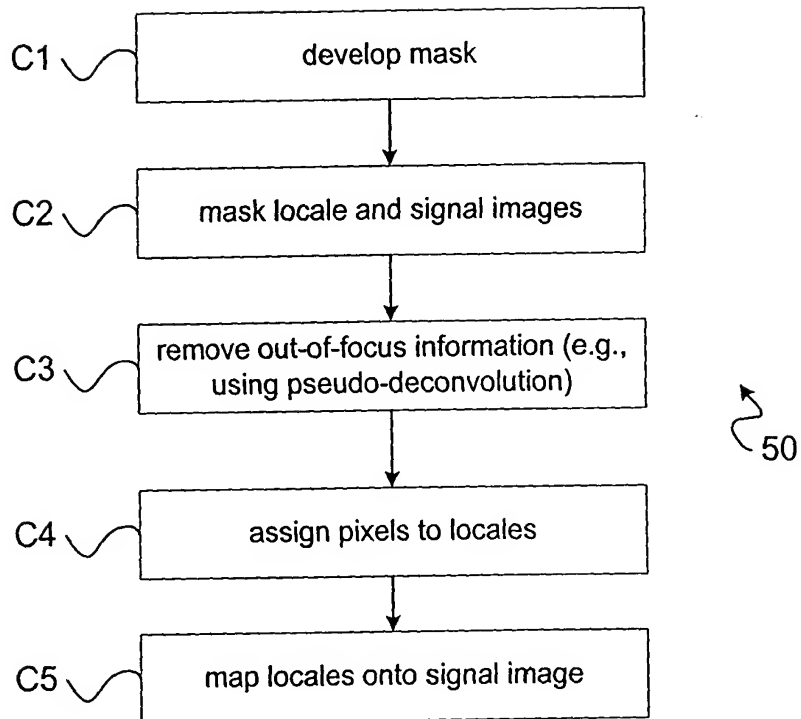 C1
develop mask
C2
mask locale and signal images
C3
remove out-of-focus information (e.g.,
using pseudo-deconvolution)
50
C4
assign pixels to locales
C5
map locales onto signal image